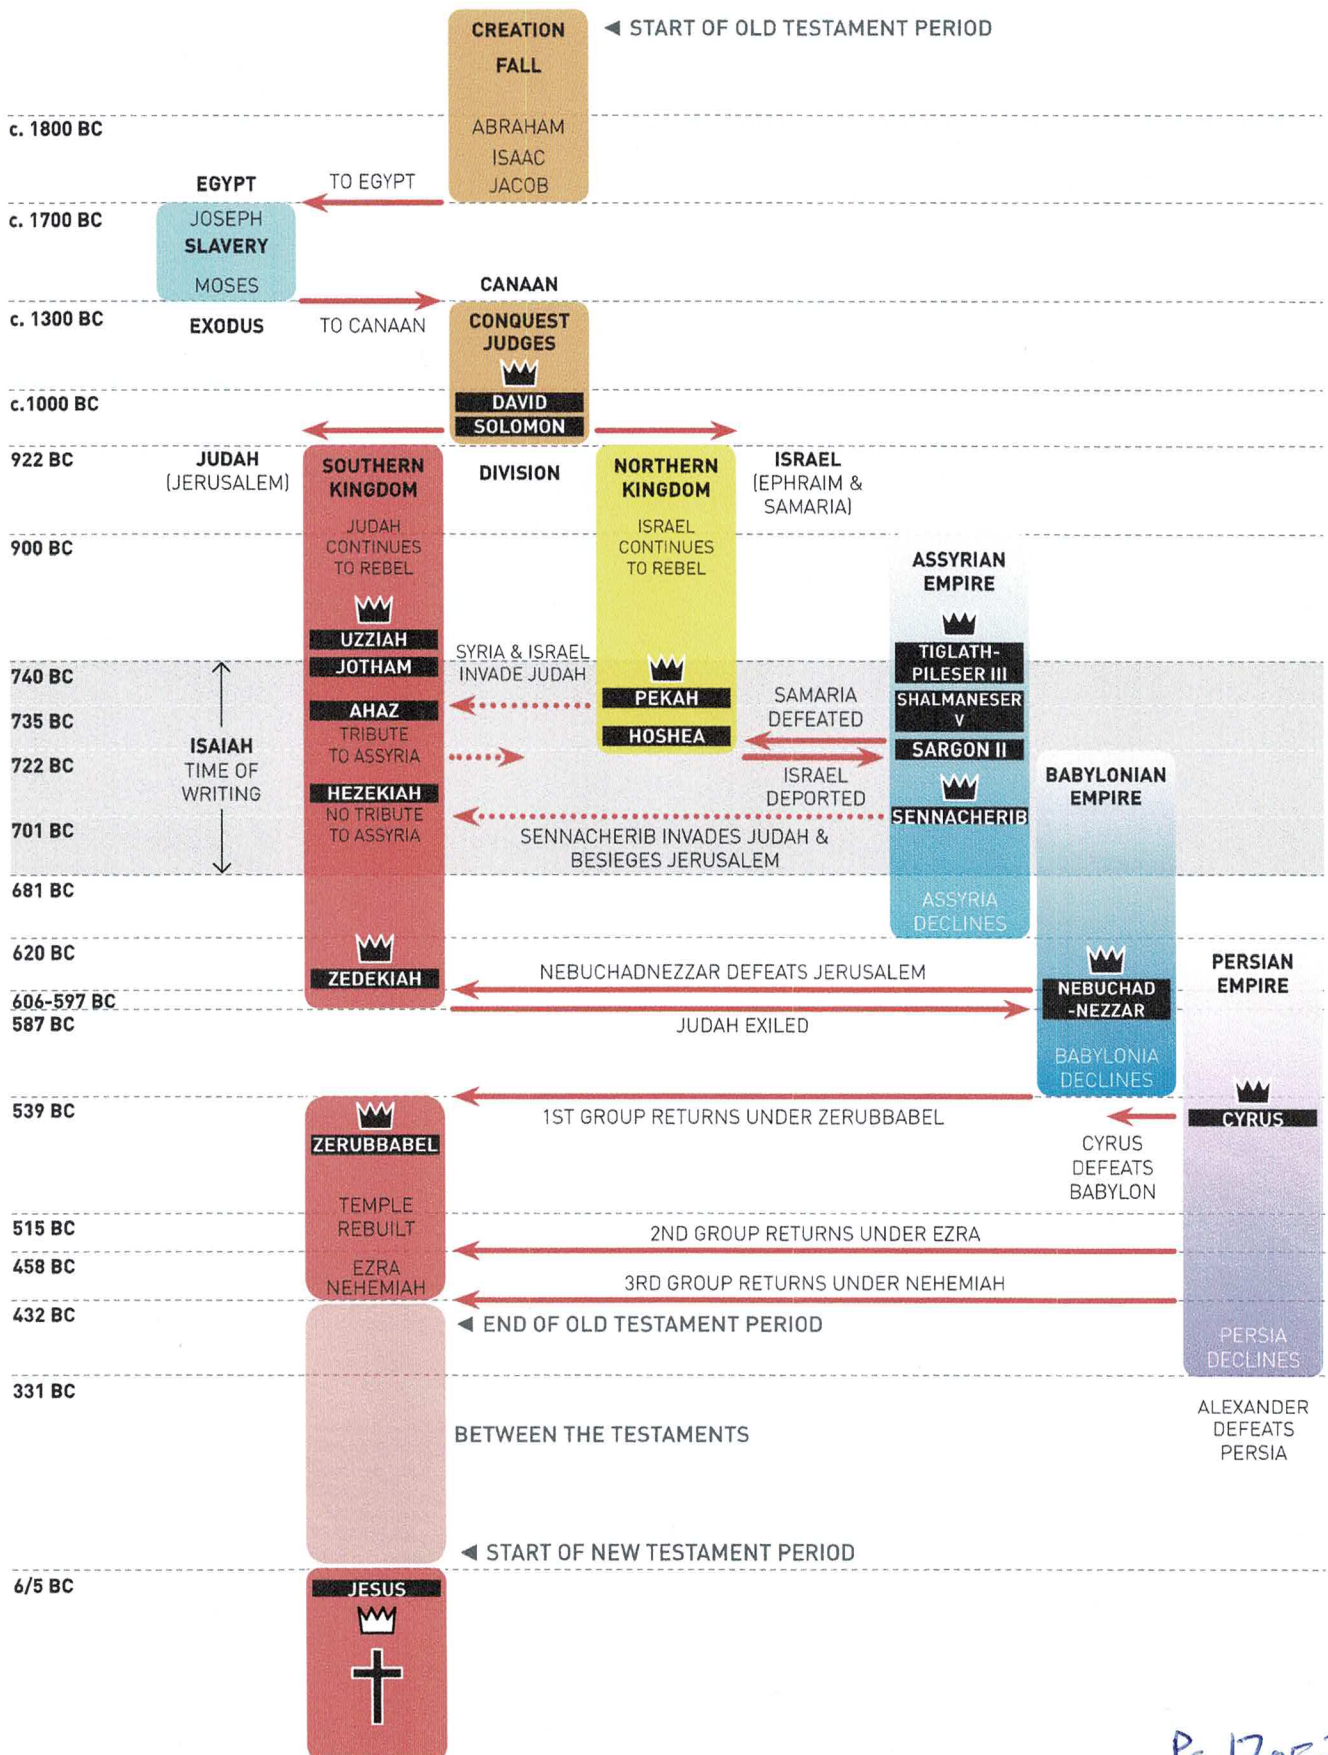 CREATION
◄ START OF OLD TESTAMENT PERIOD
FALL
c. 1800 BC
ABRAHAM
ISAAC
JACOB
EGYPT
TO EGYPT
c. 1700 BC
JOSEPH
SLAVERY
MOSES
CANAAN
c. 1300 BC
EXODUS
TO CANAAN
CONQUEST
JUDGES
c.1000 BC
DAVID
SOLOMON
922 BC
JUDAH
(JERUSALEM)
SOUTHERN
KINGDOM
DIVISION
NORTHERN
KINGDOM
ISRAEL
(EPHRAIM &
SAMARIA)
JUDAH
CONTINUES
TO REBEL
ISRAEL
CONTINUES
TO REBEL
900 BC
ASSYRIAN
EMPIRE
UZZIAH
JOTHAM
SYRIA & ISRAEL
INVADE JUDAH
TIGLATH-
PILESER III
740 BC
PEKAH
SAMARIA
DEFEATED
SHALMANESER
V
735 BC
AHAZ
TRIBUTE
TO ASSYRIA
HOSHEA
SARGON II
ISAIAH
TIME OF
WRITING
722 BC
ISRAEL
DEPORTED
BABYLONIAN
EMPIRE
HEZEKIAH
NO TRIBUTE
TO ASSYRIA
SENNACHERIB
701 BC
SENNACHERIB INVADES JUDAH &
BESIEGES JERUSALEM
681 BC
ASSYRIA
DECLINES
620 BC
ZEDEKIAH
NEBUCHADNEZZAR DEFEATS JERUSALEM
NEBUCHAD
-NEZZAR
PERSIAN
EMPIRE
606-597 BC
587 BC
JUDAH EXILED
BABYLONIA
DECLINES
539 BC
ZERUBBABEL
1ST GROUP RETURNS UNDER ZERUBBABEL
CYRUS
CYRUS
DEFEATS
BABYLON
TEMPLE
REBUILT
515 BC
2ND GROUP RETURNS UNDER EZRA
458 BC
EZRA
NEHEMIAH
3RD GROUP RETURNS UNDER NEHEMIAH
432 BC
◄ END OF OLD TESTAMENT PERIOD
PERSIA
DECLINES
331 BC
ALEXANDER
DEFEATS
PERSIA
BETWEEN THE TESTAMENTS
◄ START OF NEW TESTAMENT PERIOD
6/5 BC
JESUS